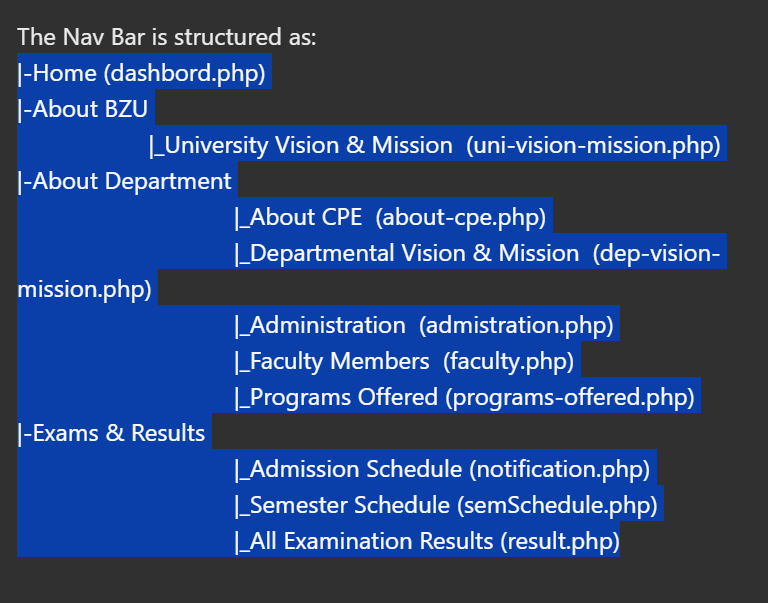 The Nav Bar is structured as:
|-Home (dashbord.php)
|-About BZU
|_University Vision & Mission  (uni-vision-mission.php)
|-About Department
|_About CPE  (about-cpe.php)
|_Departmental Vision & Mission  (dep-vision-
mission.php)
|_Administration  (admistration.php)
|_Faculty Members  (faculty.php)
|_Programs Offered (programs-offered.php)
|-Exams & Results
|_Admission Schedule (notification.php)
|_Semester Schedule (semSchedule.php)
|_All Examination Results (result.php)